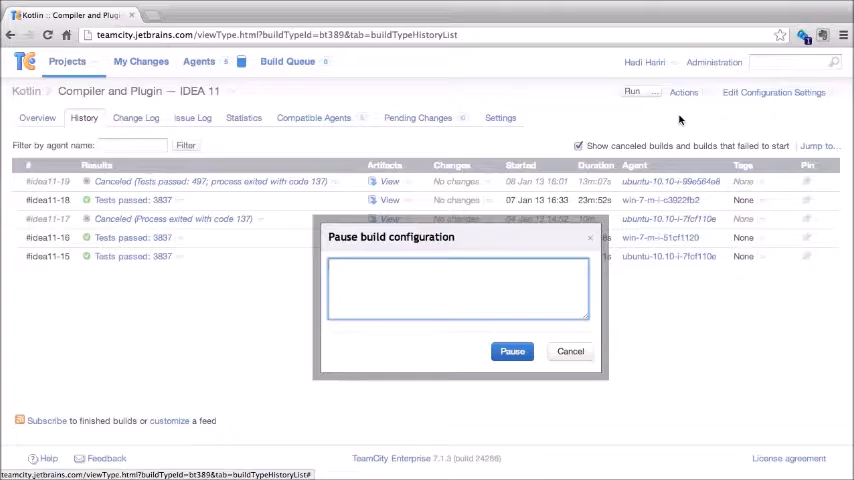 Kotlin :: Compiler and Plugi
teamcity.jetbrains.com/viewType.html?buildTypeId=bt389&tab=buildTypeHistoryList
TC Projects My Changes Agents 5 Build Queue 0 Hadi Hariri Administration
Kotlin Compiler and Plugin — IDEA 11 Run ... Actions Edit Configuration Settings
Overview History Change Log Issue Log Statistics Compatible Agents 5 Pending Changes 0 Settings
Filter by agent name: Filter Show canceled builds and builds that failed to start Jump to...
# Results Artifacts Changes Started Duration Agent Tags Pin
#idea11-19 Canceled (Tests passed: 497; process exited with code 137) View No changes 08 Jan 13 16:01 13m:07s ubuntu-10.10-i-99e564e8 None
#idea11-18 Tests passed: 3837 View No changes 07 Jan 13 16:33 23m:52s win-7-m-i-c3922fb2 None
#idea11-17 Canceled (Process exited with code 137) View No changes ubuntu-10.10-i-7fcf110e None
#idea11-16 Tests passed: 3837 win-7-m-i-51cf1120 None
#idea11-15 Tests passed: 3837 ubuntu-10.10-i-7fcf110e None
Pause build configuration
Pause Cancel
Subscribe to finished builds or customize a feed
Help Feedback TeamCity Enterprise 7.1.3 (build 24266) License agreement
teamcity.jetbrains.com/viewType.html?buildTypeId=bt389&tab=buildTypeHistoryList#